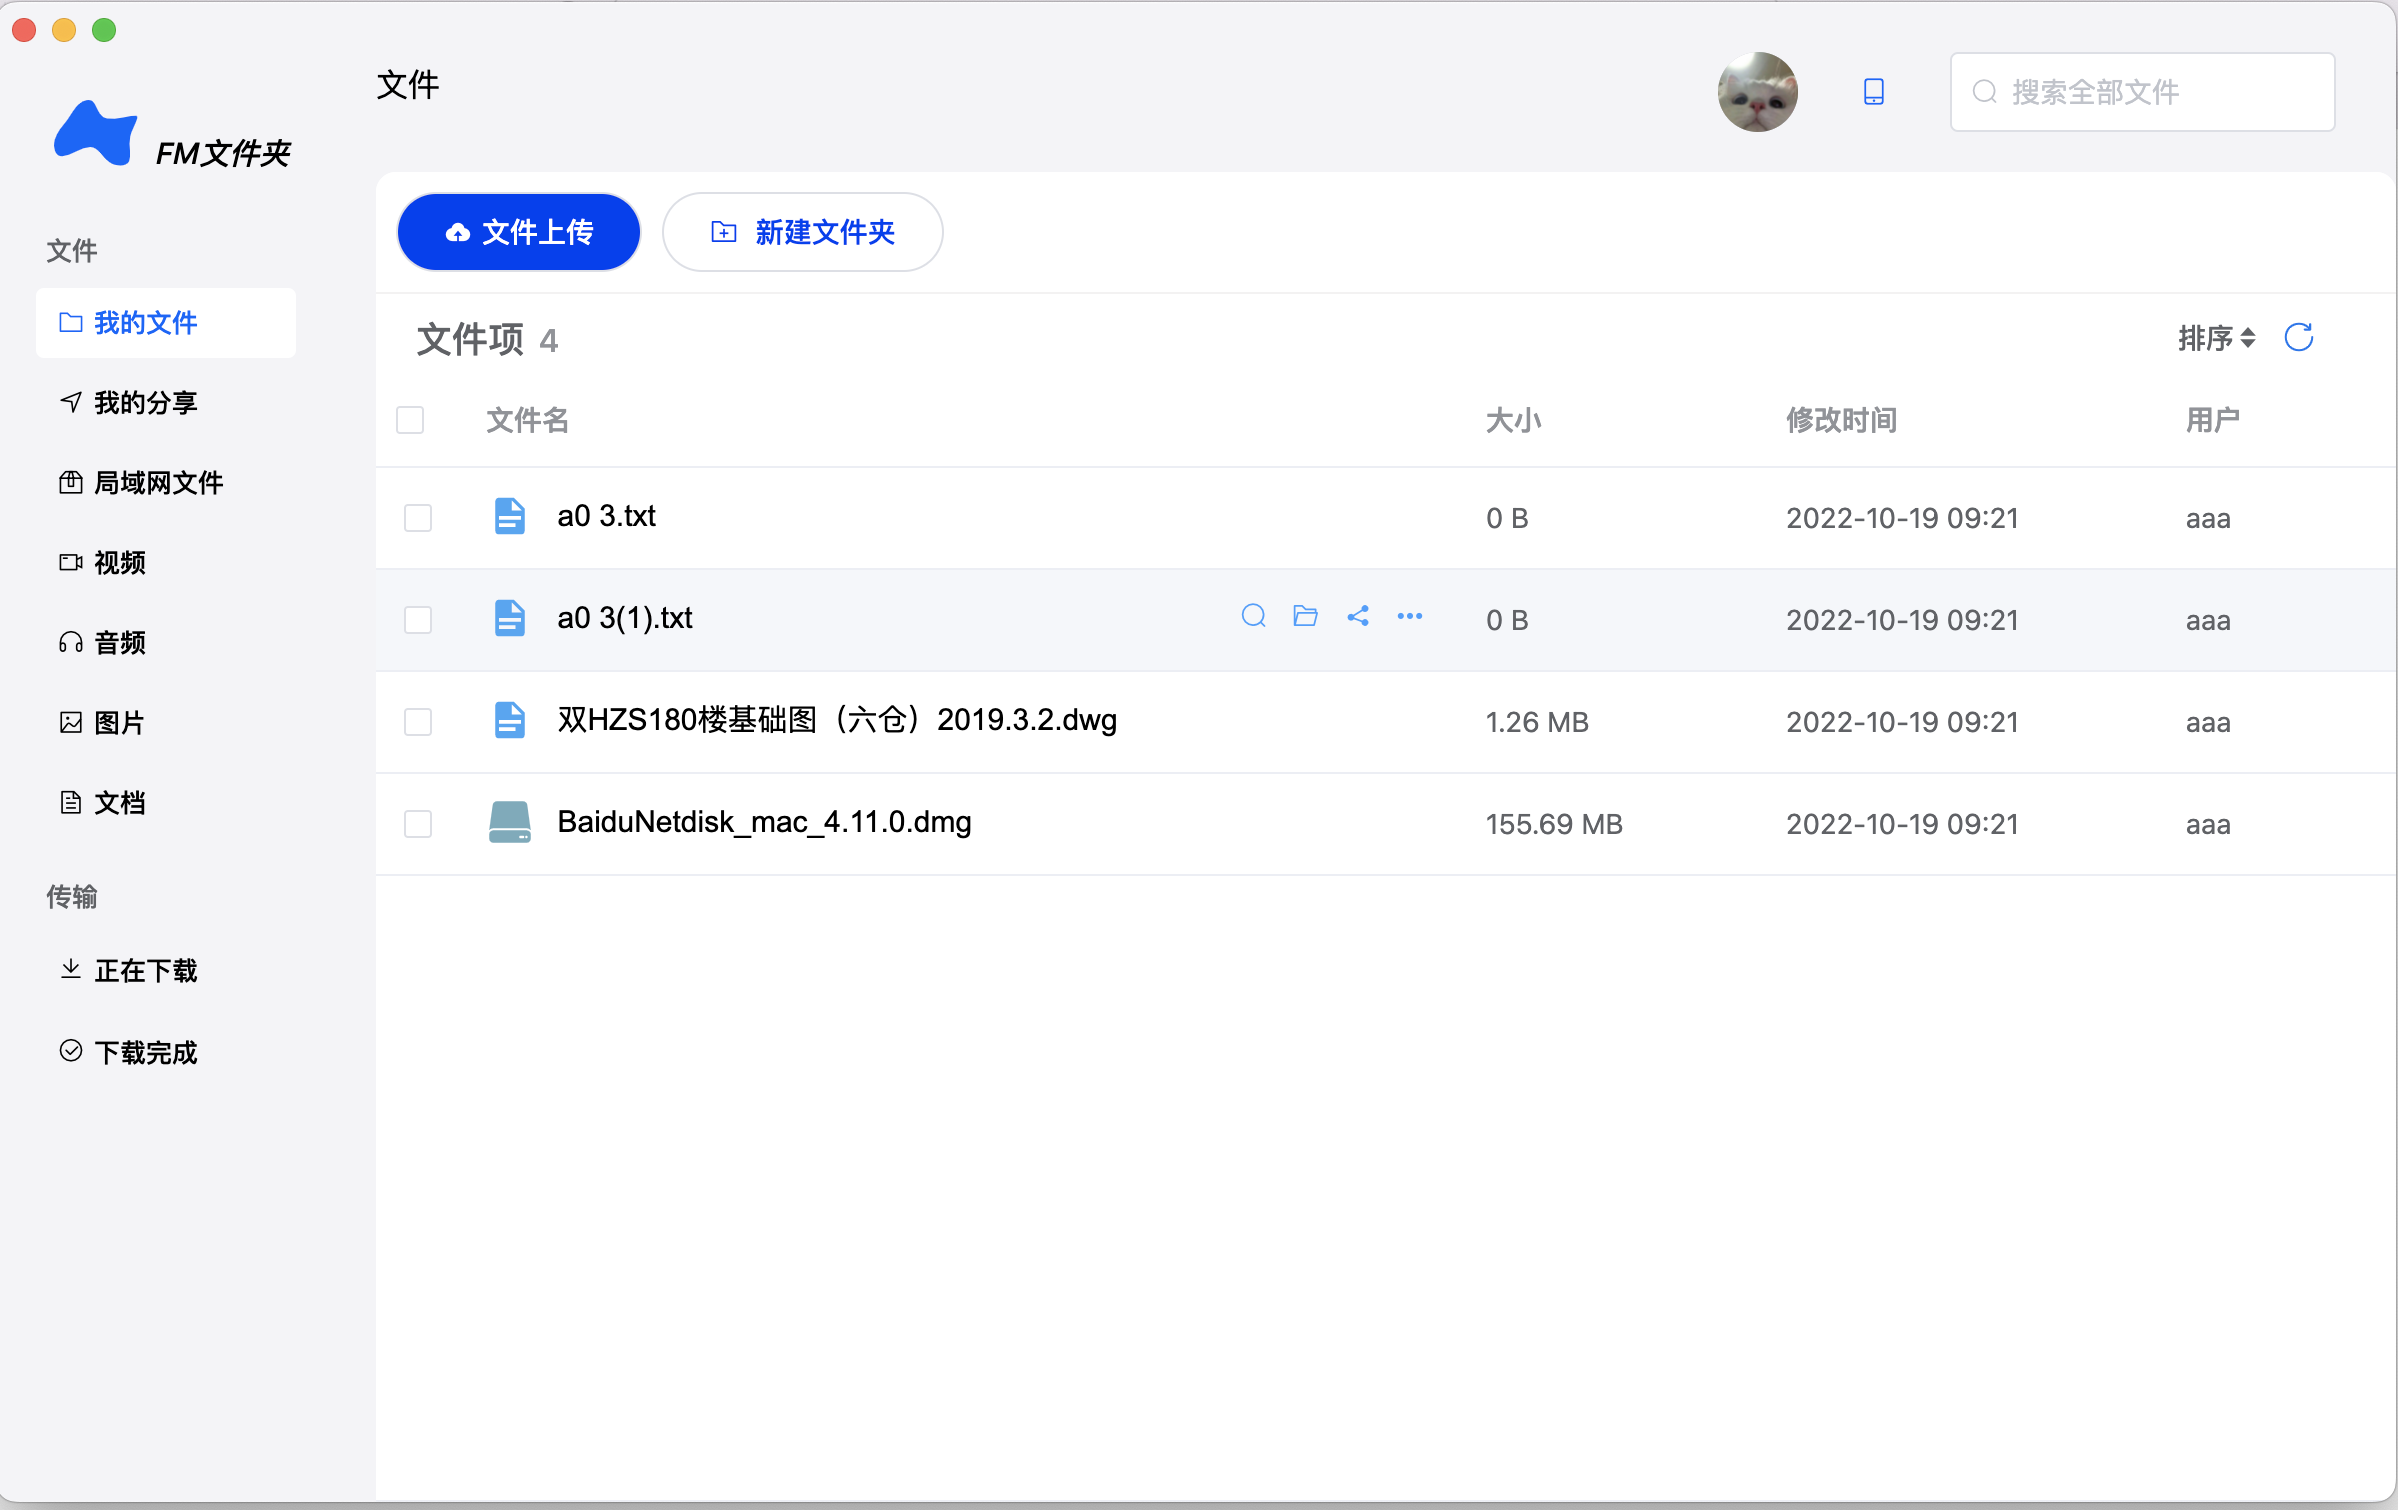 文件
搜索全部文件
FM文件夹
文件
我的文件
我的分享
局域网文件
视频
音频
图片
文档
传输
正在下载
下载完成
文件上传
新建文件夹
文件项 4
排序
文件名 大小 修改时间 用户
a0 3.txt 0 B 2022-10-19 09:21 aaa
a0 3(1).txt 0 B 2022-10-19 09:21 aaa
双HZS180楼基础图（六仓）2019.3.2.dwg 1.26 MB 2022-10-19 09:21 aaa
BaiduNetdisk_mac_4.11.0.dmg 155.69 MB 2022-10-19 09:21 aaa